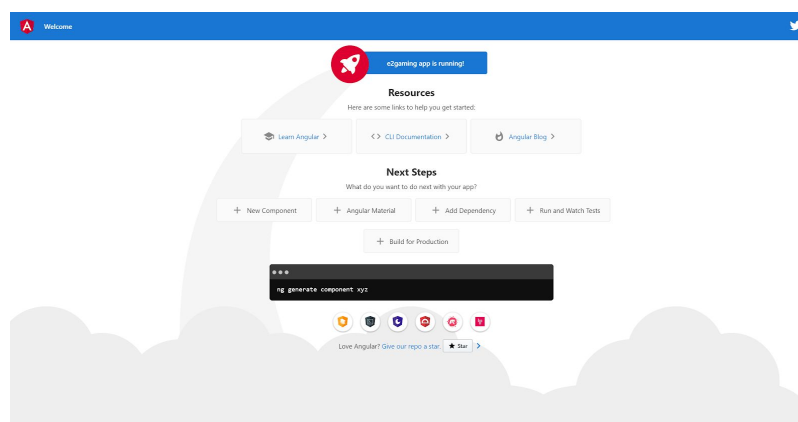 Welcome
e2gaming app is running!
Resources
Here are some links to help you get started:
Learn Angular
CLI Documentation
Angular Blog
Next Steps
What do you want to do next with your app?
New Component
Angular Material
Add Dependency
Run and Watch Tests
Build for Production
ng generate component xyz
Love Angular? Give our repo a star. Star